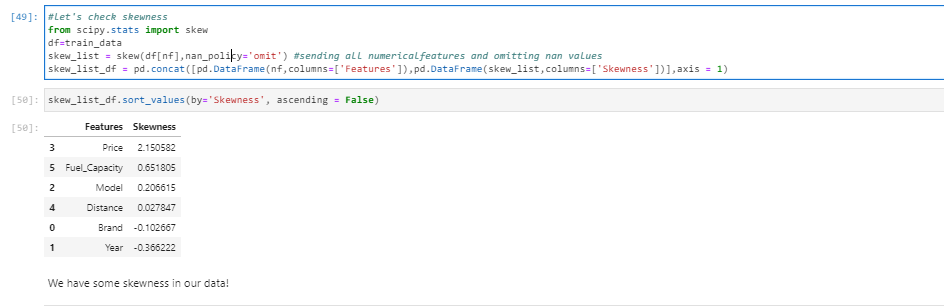 [49]: #Let's check skewness
from scipy.stats import skew
df=train_data
skew_list = skew(df[nf],nan_policy='omit') #sending all numericalfeatures and omitting nan values
skew_list_df = pd.concat([pd.DataFrame(nf,columns=['Features']),pd.DataFrame(skew_list,columns=['Skewness'])],axis = 1)
[50]: skew_list_df.sort_values(by='Skewness', ascending = False)
[50]: Features Skewness
3 Price 2.150582
5 Fuel_Capacity 0.651805
2 Model 0.206615
4 Distance 0.027847
0 Brand -0.102667
1 Year -0.366222
We have some skewness in our data!